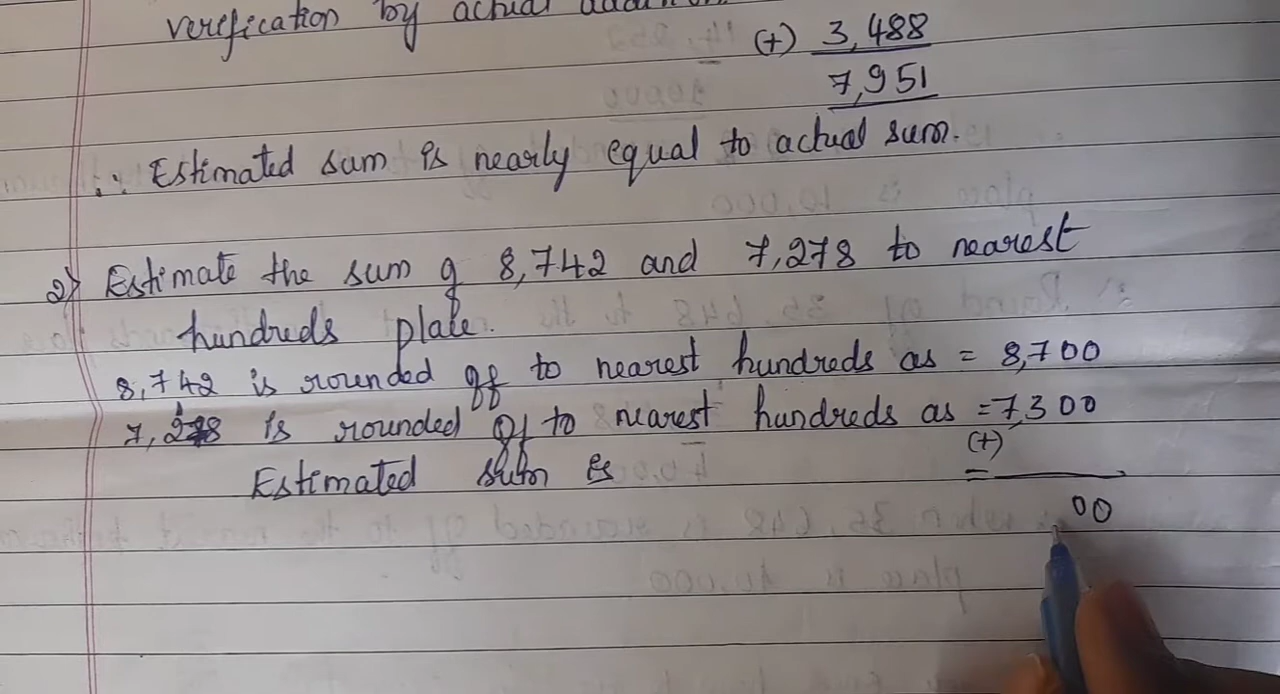 verification by actual addition.
(+) 3,488
7,951
∴ Estimated sum is nearly equal to actual sum.
2) Estimate the sum of 8,742 and 7,278 to nearest
hundreds place.
8,742 is rounded off to nearest hundreds as = 8,700
7,278 is rounded off to nearest hundreds as = 7,300
(+)
Estimated sum is =
00